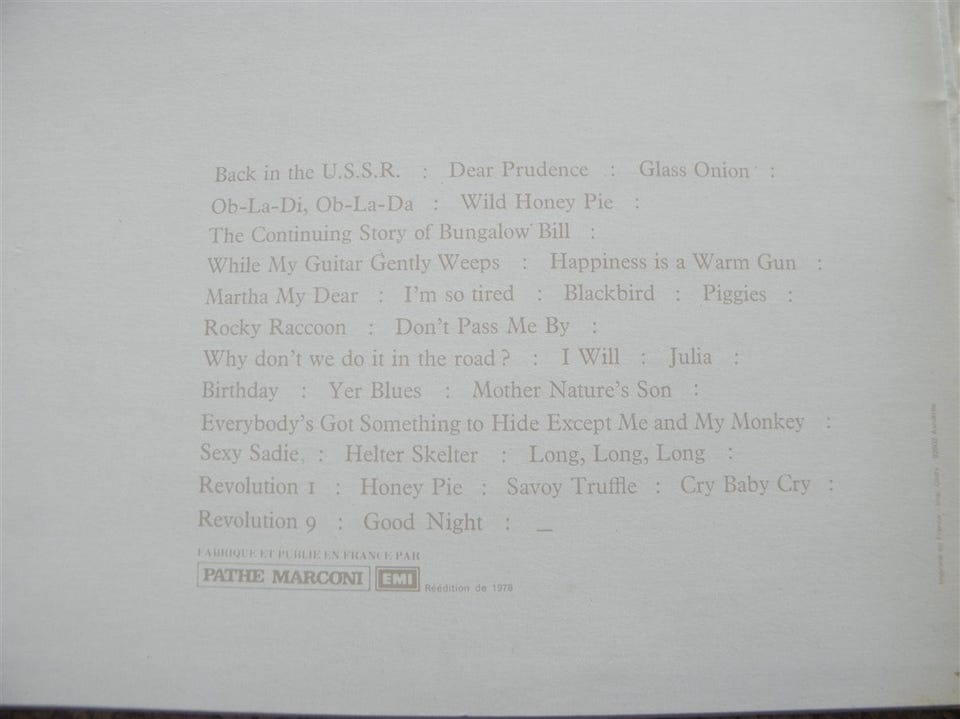 Back in the U.S.S.R. : Dear Prudence : Glass Onion :
Ob-La-Di, Ob-La-Da : Wild Honey Pie :
The Continuing Story of Bungalow Bill :
While My Guitar Gently Weeps : Happiness is a Warm Gun :
Martha My Dear : I'm so tired : Blackbird : Piggies :
Rocky Raccoon : Don't Pass Me By :
Why don't we do it in the road ? : I Will : Julia :
Birthday : Yer Blues : Mother Nature's Son :
Everybody's Got Something to Hide Except Me and My Monkey :
Sexy Sadie : Helter Skelter : Long, Long, Long :
Revolution 1 : Honey Pie : Savoy Truffle : Cry Baby Cry :
Revolution 9 : Good Night : —
FABRIQUE ET PUBLIE EN FRANCE PAR
PATHE MARCONI EMI Réédition de 1978